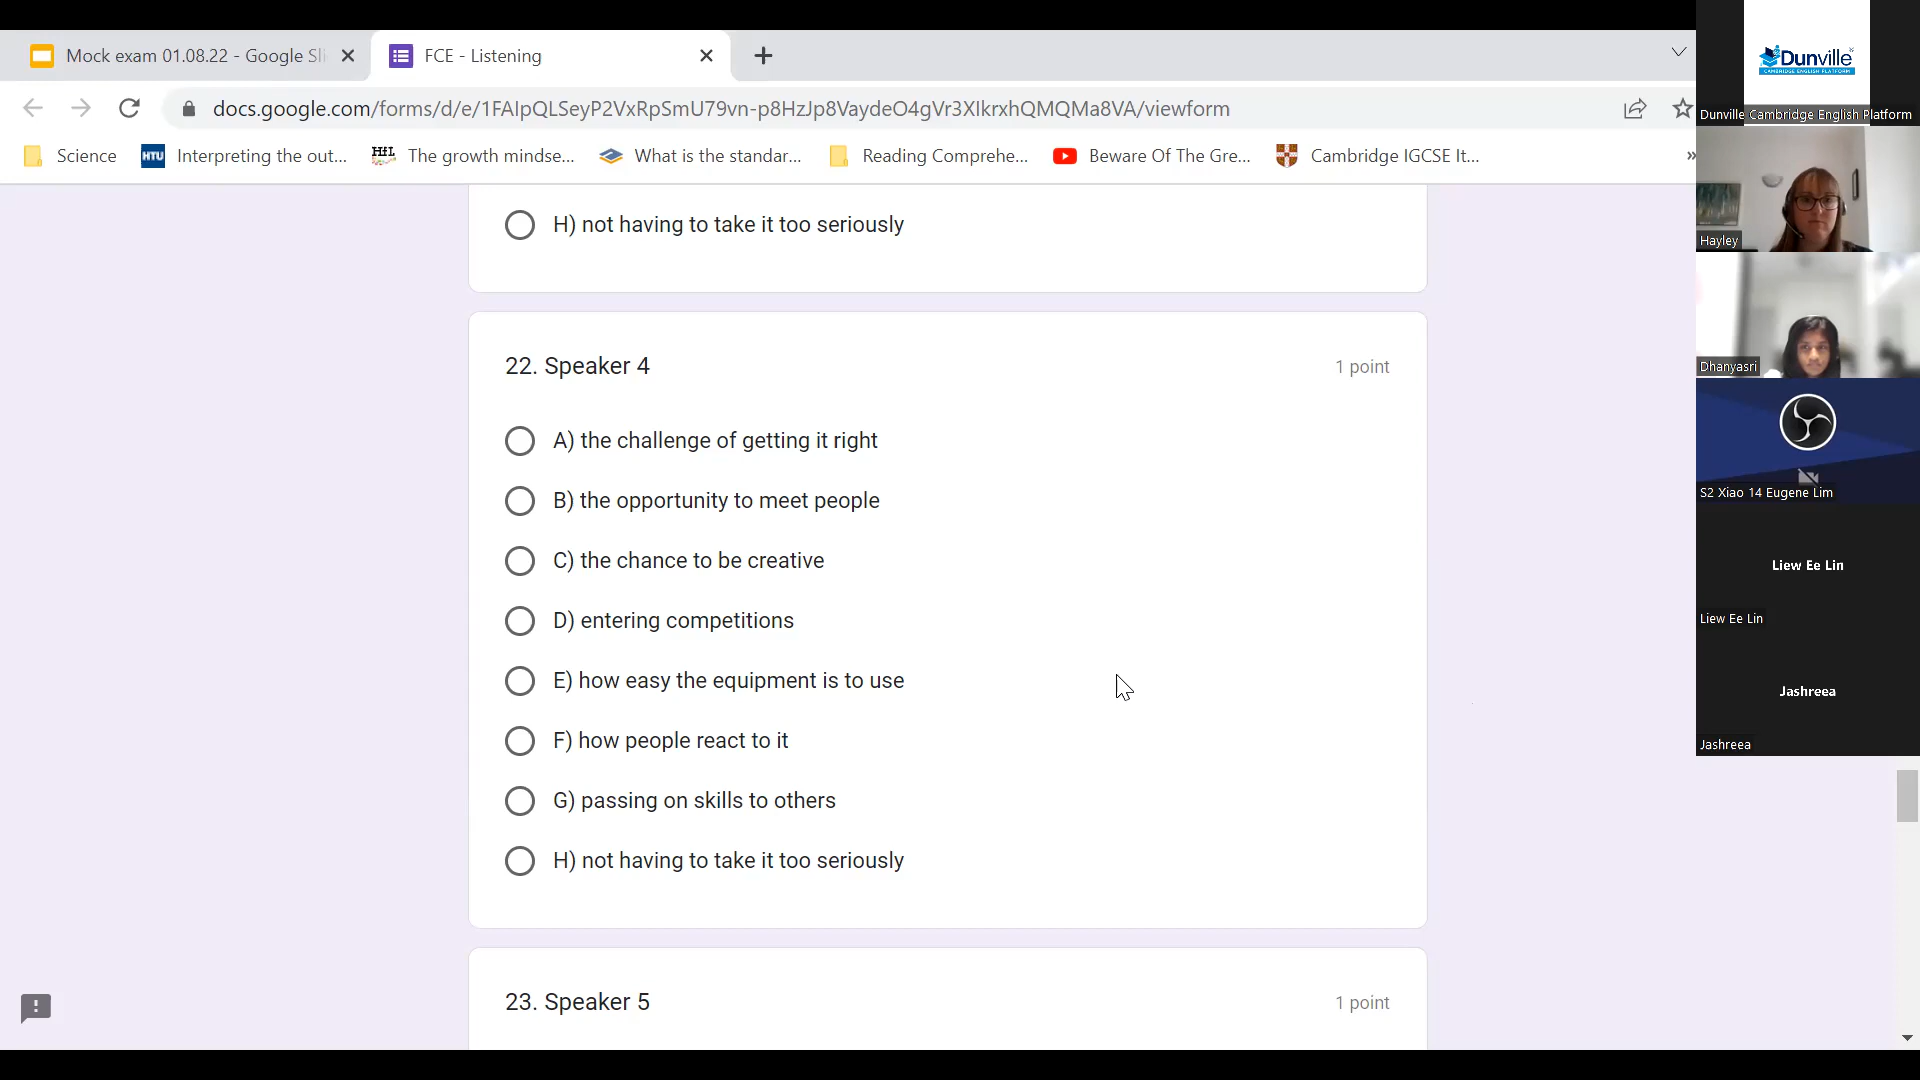 Mock exam 01.08.22 - Google Sli
FCE - Listening
docs.google.com/forms/d/e/1FAIpQLSeyP2VxRpSmU79vn-p8HzJp8VaydeO4gVr3XIkrxhQMQMa8VA/viewform
Science
HTU
Interpreting the out...
The growth mindse...
What is the standar...
Reading Comprehe...
Beware Of The Gre...
Cambridge IGCSE It...
»
H) not having to take it too seriously
22. Speaker 4
1 point
A) the challenge of getting it right
B) the opportunity to meet people
C) the chance to be creative
D) entering competitions
E) how easy the equipment is to use
F) how people react to it
G) passing on skills to others
H) not having to take it too seriously
23. Speaker 5
1 point
Dunville
CAMBRIDGE ENGLISH PLATFORM
Dunville Cambridge English Platform
Hayley
Dhanyasri
S2 Xiao 14 Eugene Lim
Liew Ee Lin
Liew Ee Lin
Jashreea
Jashreea